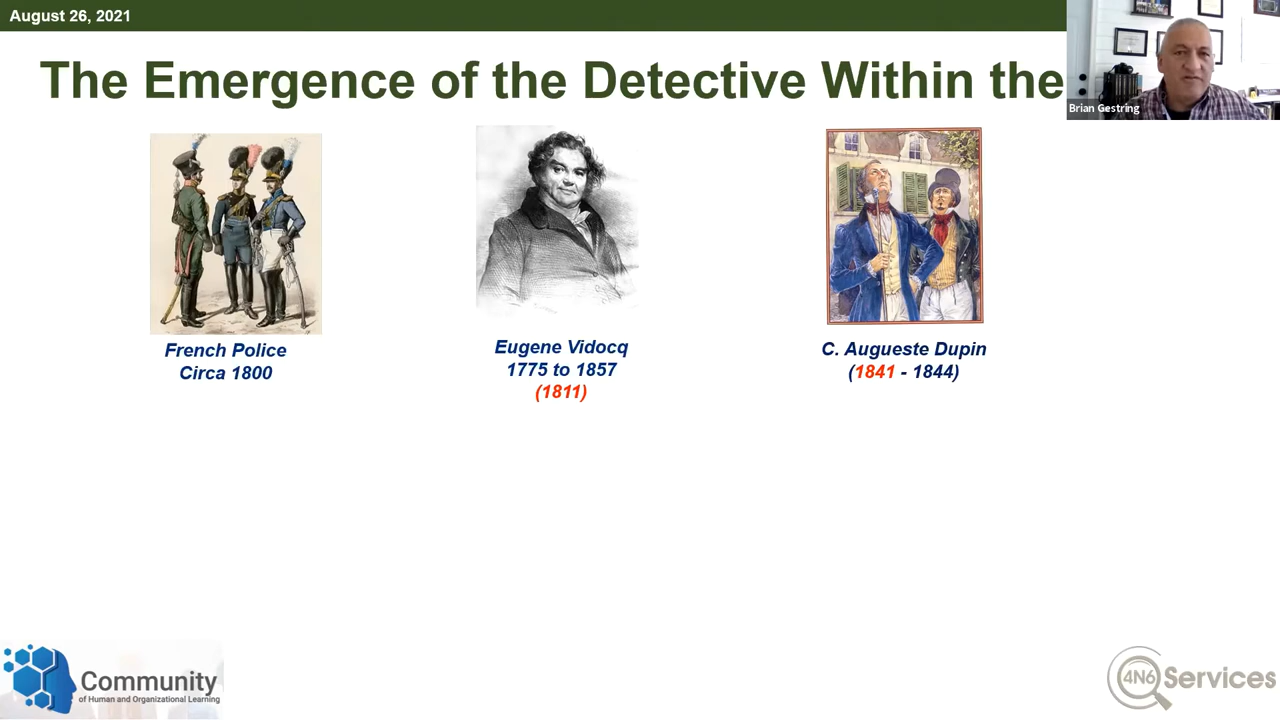 August 26, 2021
The Emergence of the Detective Within the
Brian Gestring
French Police
Circa 1800
Eugene Vidocq
1775 to 1857
(1811)
C. Augueste Dupin
(1841 - 1844)
Community
of Human and Organizational Learning
4N6 Services